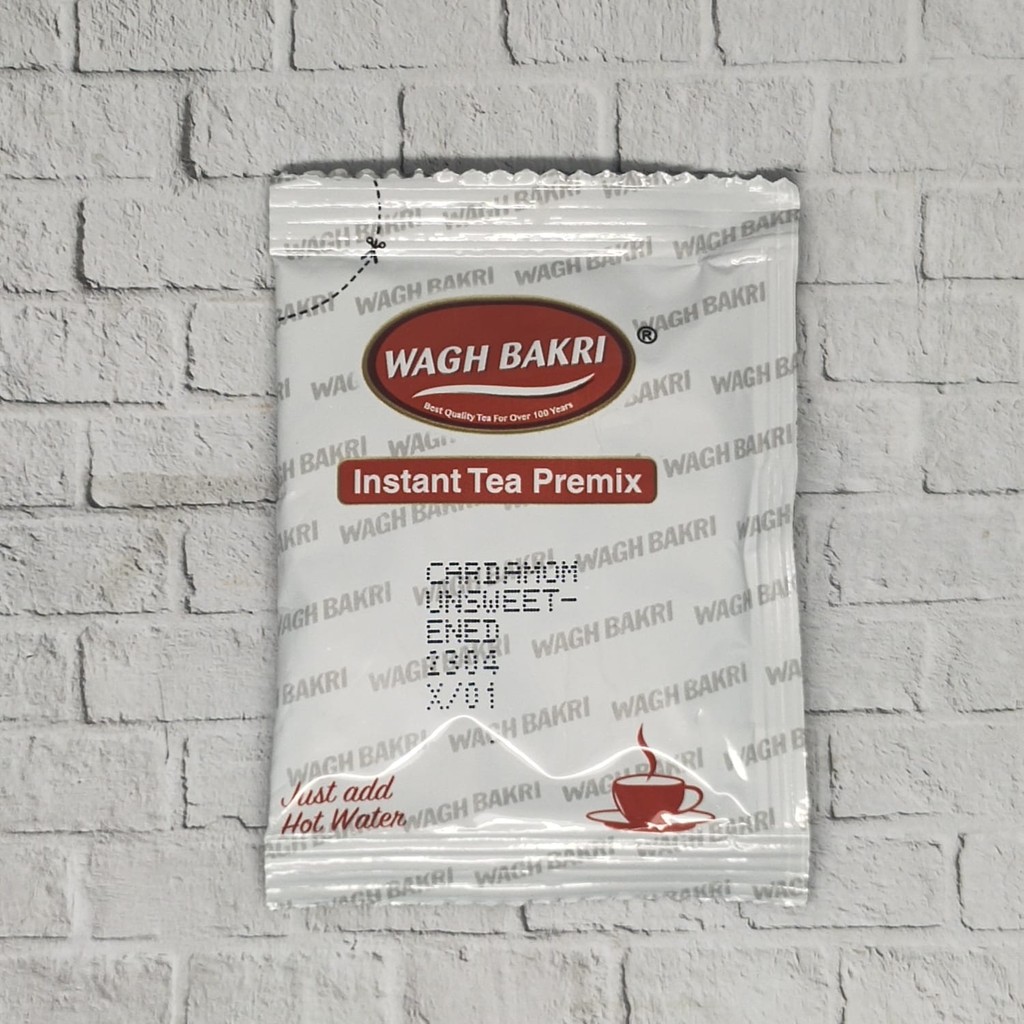 WAGH BAKRI
Best Quality Tea For Over 100 Years
®
Instant Tea Premix
CARDAMOM
UNSWEET-
ENED
2304
X/01
Just add
Hot Water